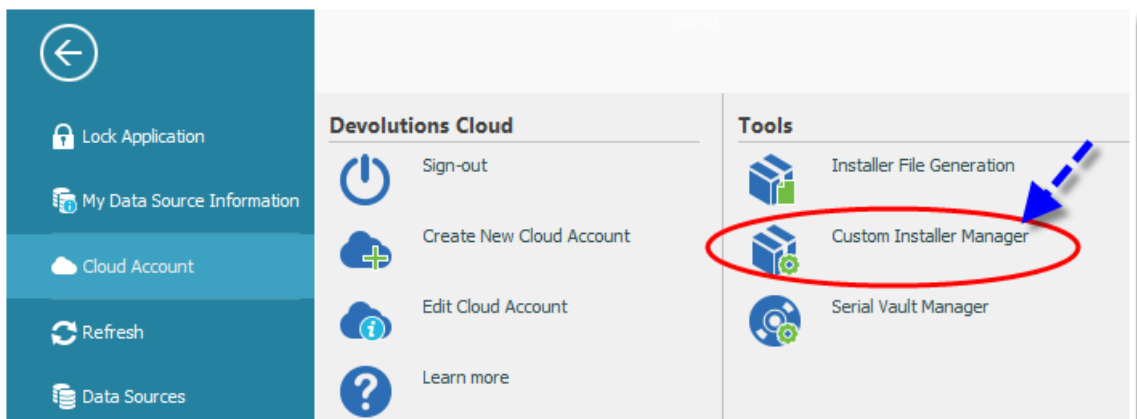 Lock Application
My Data Source Information
Cloud Account
Refresh
Data Sources
Devolutions Cloud
Sign-out
Create New Cloud Account
Edit Cloud Account
Learn more
Tools
Installer File Generation
Custom Installer Manager
Serial Vault Manager